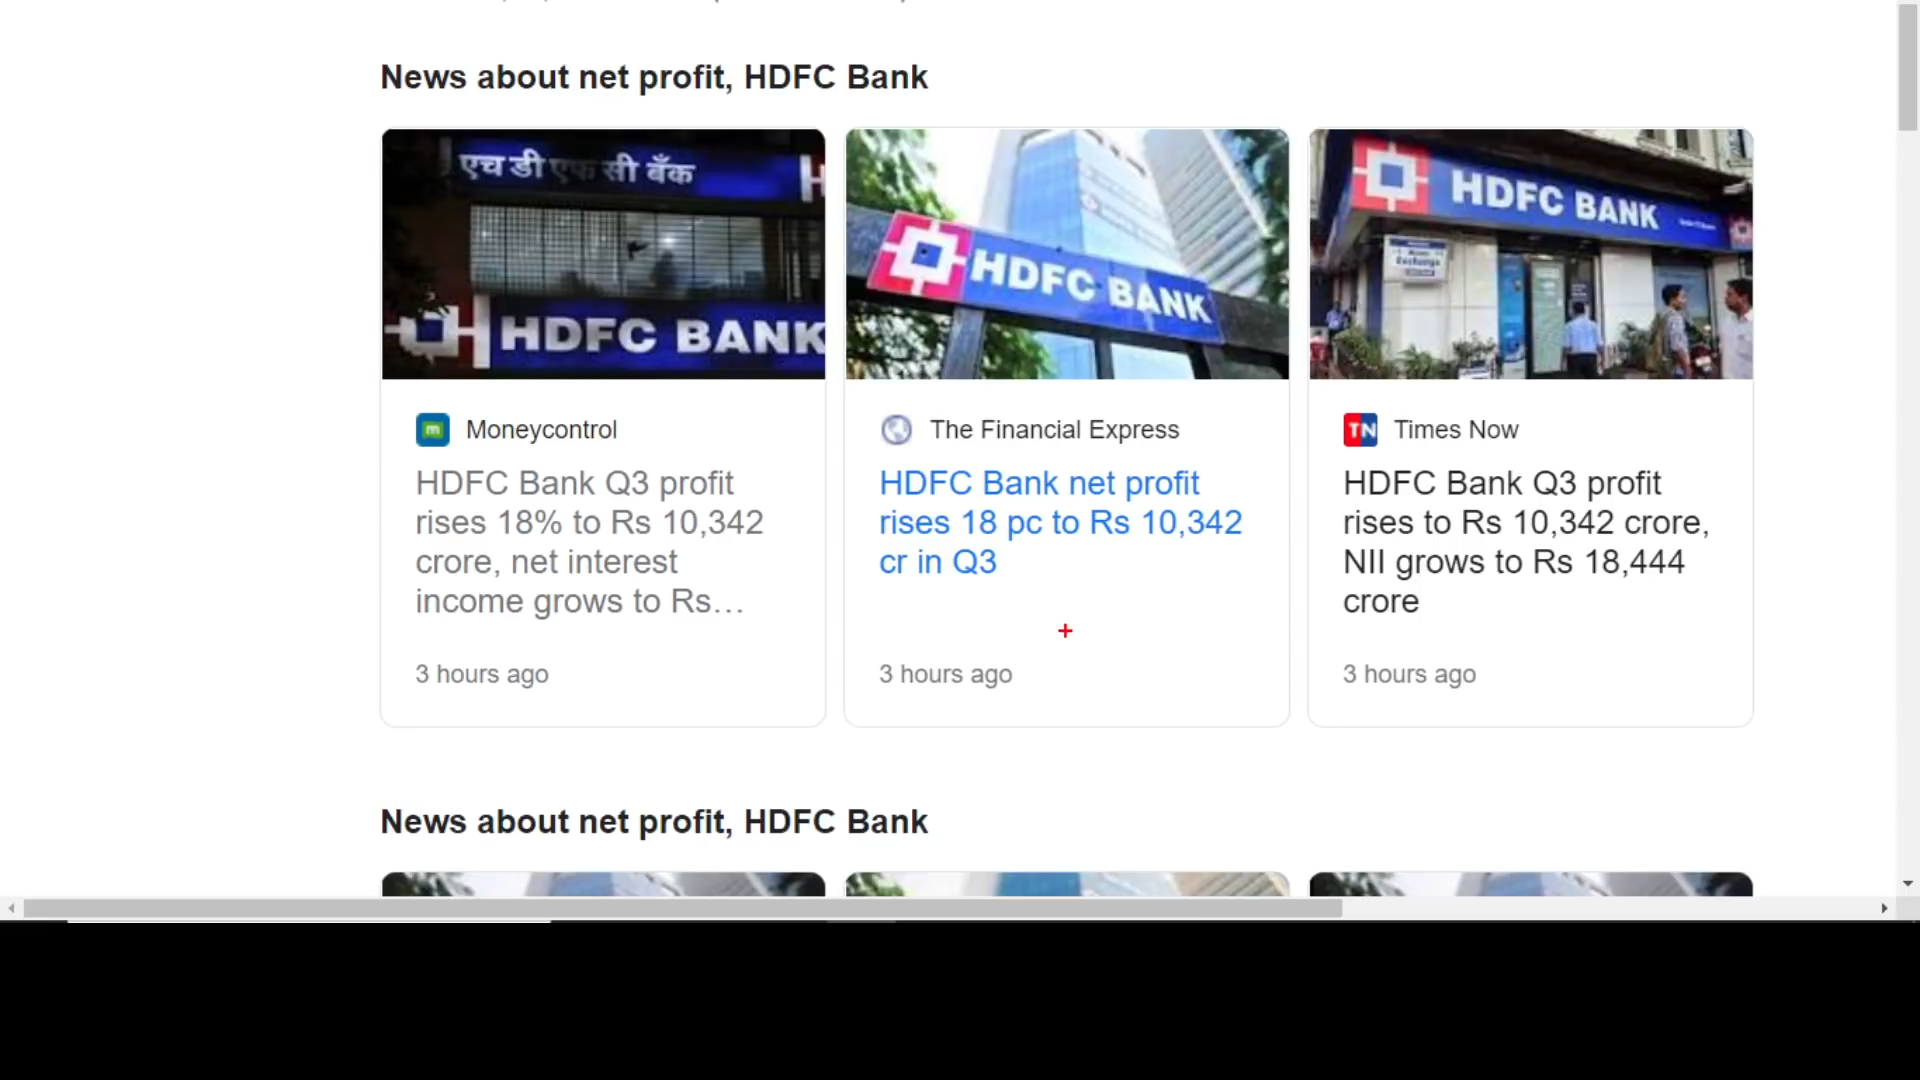 News about net profit, HDFC Bank
एच डी एफ सी बैंक
HDFC BANK
HDFC BANK
HDFC BANK
Moneycontrol
HDFC Bank Q3 profit
rises 18% to Rs 10,342
crore, net interest
income grows to Rs…
3 hours ago
The Financial Express
HDFC Bank net profit
rises 18 pc to Rs 10,342
cr in Q3
3 hours ago
TN Times Now
HDFC Bank Q3 profit
rises to Rs 10,342 crore,
NII grows to Rs 18,444
crore
3 hours ago
News about net profit, HDFC Bank